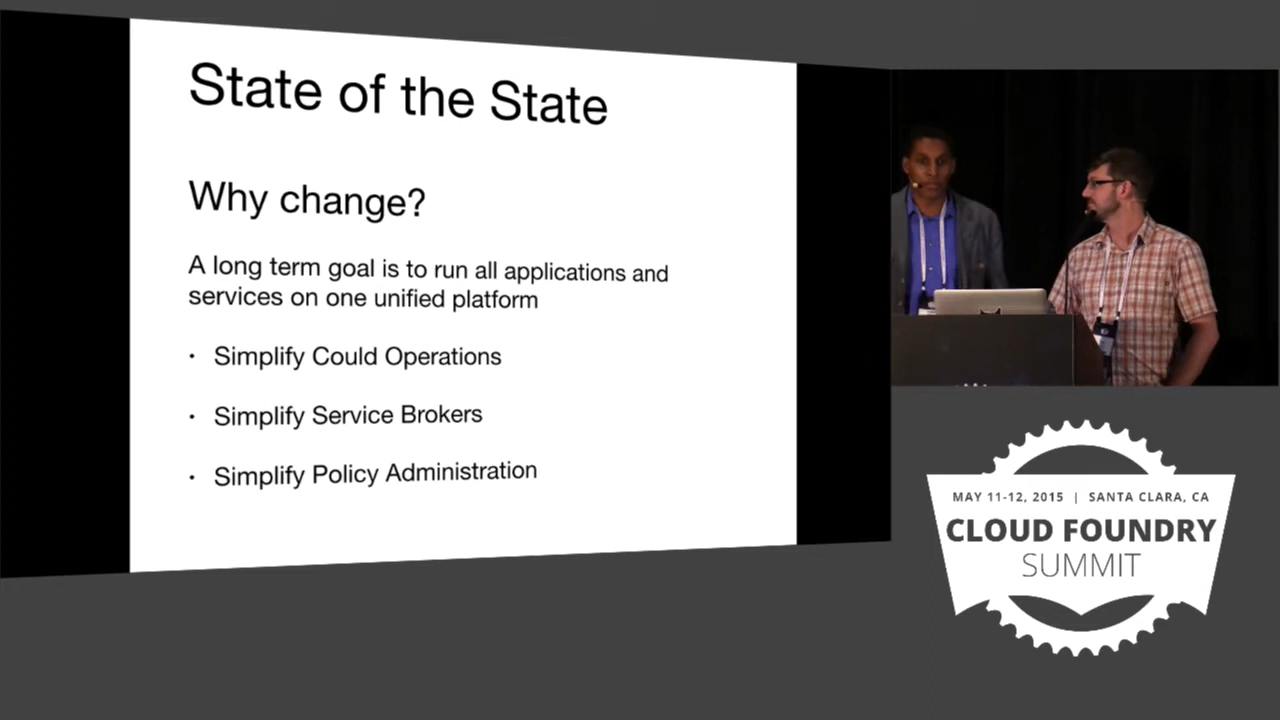 State of the State
Why change?
A long term goal is to run all applications and
services on one unified platform
• Simplify Could Operations
• Simplify Service Brokers
• Simplify Policy Administration
MAY 11-12, 2015 | SANTA CLARA, CA
CLOUD FOUNDRY
SUMMIT